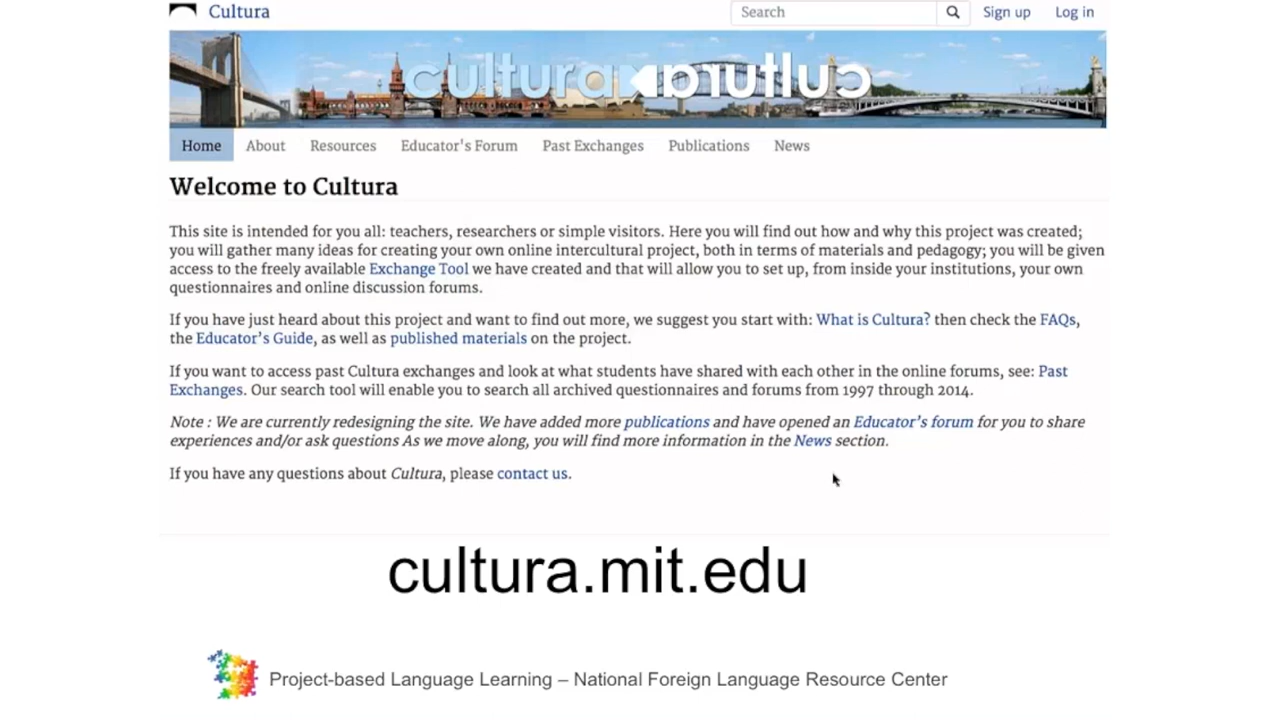 Cultura
Search
Sign up
Log in
cultura
cultura
Home
About
Resources
Educator's Forum
Past Exchanges
Publications
News
Welcome to Cultura
This site is intended for you all: teachers, researchers or simple visitors. Here you will find out how and why this project was created;
you will gather many ideas for creating your own online intercultural project, both in terms of materials and pedagogy; you will be given
access to the freely available Exchange Tool we have created and that will allow you to set up, from inside your institutions, your own
questionnaires and online discussion forums.
If you have just heard about this project and want to find out more, we suggest you start with: What is Cultura? then check the FAQs,
the Educator's Guide, as well as published materials on the project.
If you want to access past Cultura exchanges and look at what students have shared with each other in the online forums, see: Past
Exchanges. Our search tool will enable you to search all archived questionnaires and forums from 1997 through 2014.
Note : We are currently redesigning the site. We have added more publications and have opened an Educator's forum for you to share
experiences and/or ask questions As we move along, you will find more information in the News section.
If you have any questions about Cultura, please contact us.
cultura.mit.edu
Project-based Language Learning – National Foreign Language Resource Center